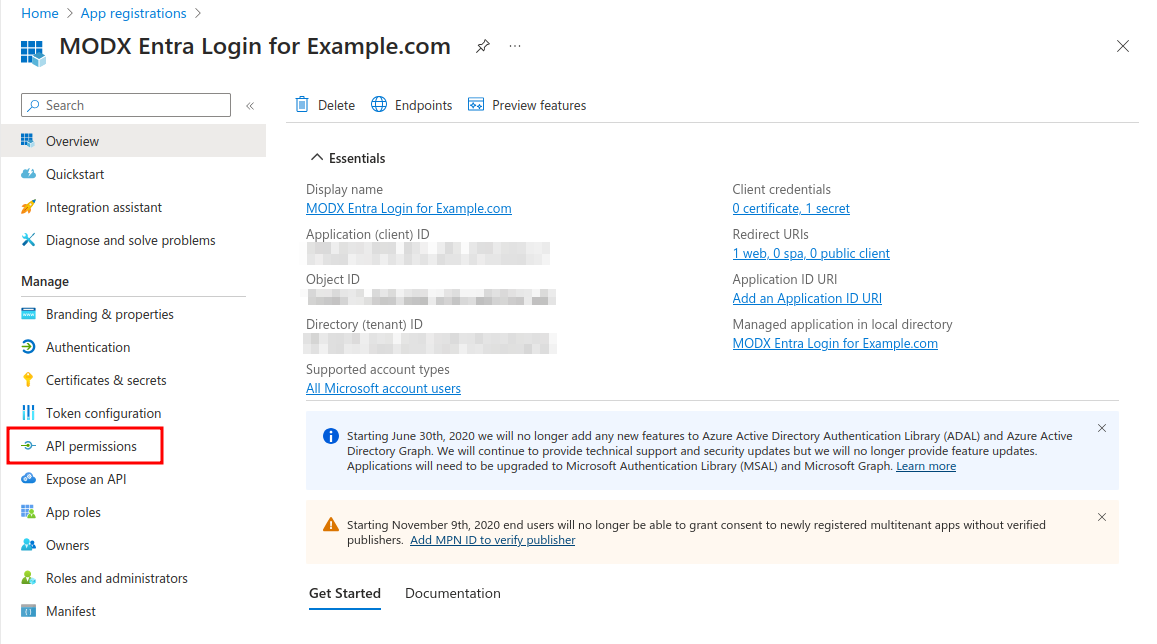 Home > App registrations >
MODX Entra Login for Example.com
Search
Overview
Quickstart
Integration assistant
Diagnose and solve problems
Manage
Branding & properties
Authentication
Certificates & secrets
Token configuration
API permissions
Expose an API
App roles
Owners
Roles and administrators
Manifest
Delete
Endpoints
Preview features
Essentials
Display name
MODX Entra Login for Example.com
Application (client) ID
Object ID
Directory (tenant) ID
Supported account types
All Microsoft account users
Client credentials
0 certificate, 1 secret
Redirect URIs
1 web, 0 spa, 0 public client
Application ID URI
Add an Application ID URI
Managed application in local directory
MODX Entra Login for Example.com
Starting June 30th, 2020 we will no longer add any new features to Azure Active Directory Authentication Library (ADAL) and Azure Active
Directory Graph. We will continue to provide technical support and security updates but we will no longer provide feature updates.
Applications will need to be upgraded to Microsoft Authentication Library (MSAL) and Microsoft Graph. Learn more
Starting November 9th, 2020 end users will no longer be able to grant consent to newly registered multitenant apps without verified
publishers. Add MPN ID to verify publisher
Get Started
Documentation